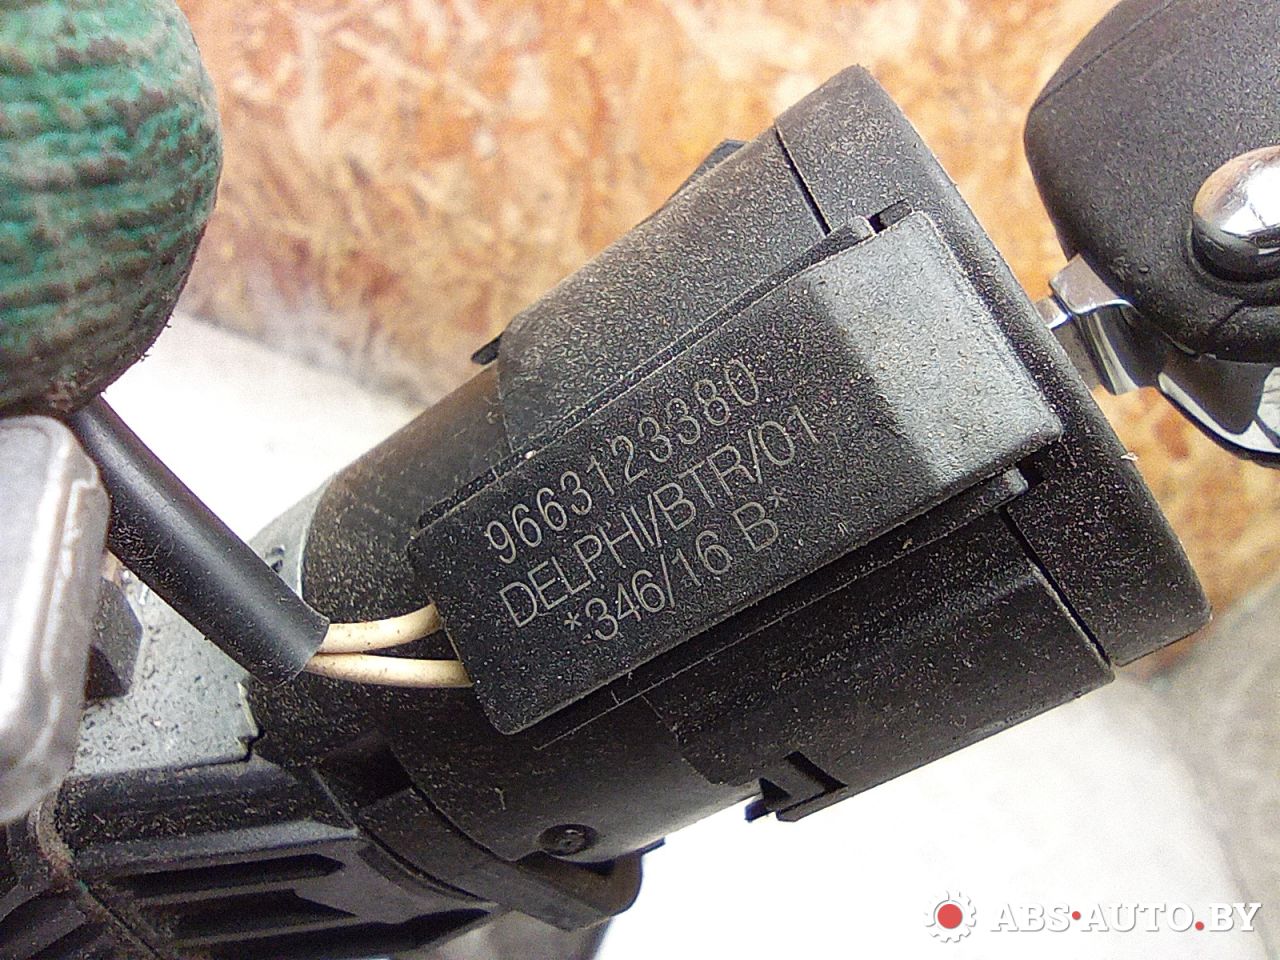 9663123380
DELPHI/BTR/01
*346/16 B*
ABS·AUTO.BY